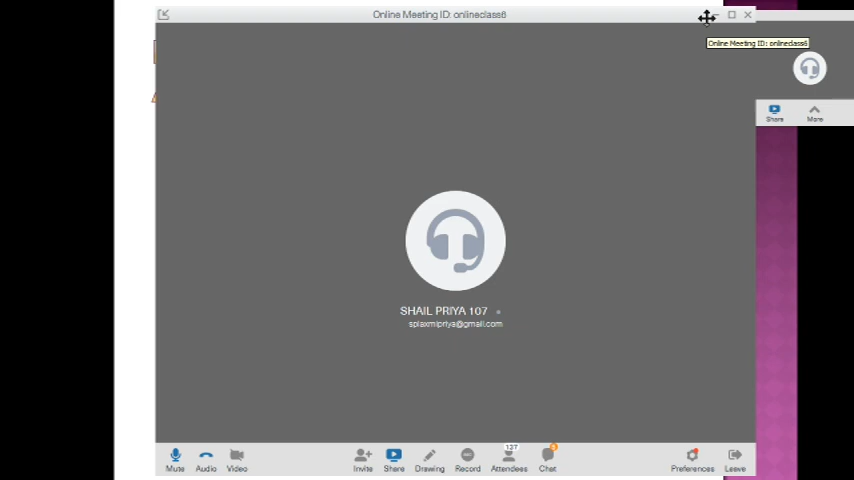 Online Meeting ID: onlineclass6
Online Meeting ID: onlineclass6
Share
More
SHAIL PRIYA 107
splaxmipriya@gmail.com
Mute
Audio
Video
Invite
Share
Drawing
Record
137
Attendees
Chat
Preferences
Leave